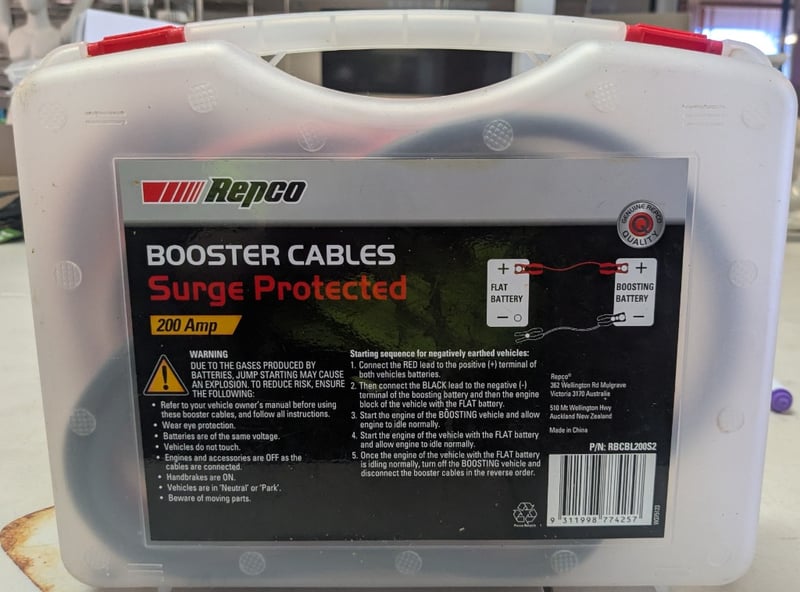 Repco
GENUINE REPCO
QUALITY
BOOSTER CABLES
Surge Protected
200 Amp
+
FLAT
BATTERY
−
+
BOOSTING
BATTERY
−
WARNING
DUE TO THE GASES PRODUCED BY
BATTERIES, JUMP STARTING MAY CAUSE
AN EXPLOSION. TO REDUCE RISK, ENSURE
THE FOLLOWING:
• Refer to your vehicle owner's manual before using
these booster cables, and follow all instructions.
• Wear eye protection.
• Batteries are of the same voltage.
• Vehicles do not touch.
• Engines and accessories are OFF as the
cables are connected.
• Handbrakes are ON.
• Vehicles are in 'Neutral' or 'Park'.
• Beware of moving parts.
Starting sequence for negatively earthed vehicles:
1. Connect the RED lead to the positive (+) terminal of
both vehicles batteries.
2. Then connect the BLACK lead to the negative (-)
terminal of the boosting battery and then the engine
block of the vehicle with the FLAT battery.
3. Start the engine of the BOOSTING vehicle and allow
engine to idle normally.
4. Start the engine of the vehicle with the FLAT battery
and allow engine to idle normally.
5. Once the engine of the vehicle with the FLAT battery
is idling normally, turn off the BOOSTING vehicle and
disconnect the booster cables in the reverse order.
Repco®
362 Wellington Rd Mulgrave
Victoria 3170 Australia
510 Mt Wellington Hwy
Auckland New Zealand
Made in China
P/N: RBCBL200S2
9 311998 774257
Please Recycle